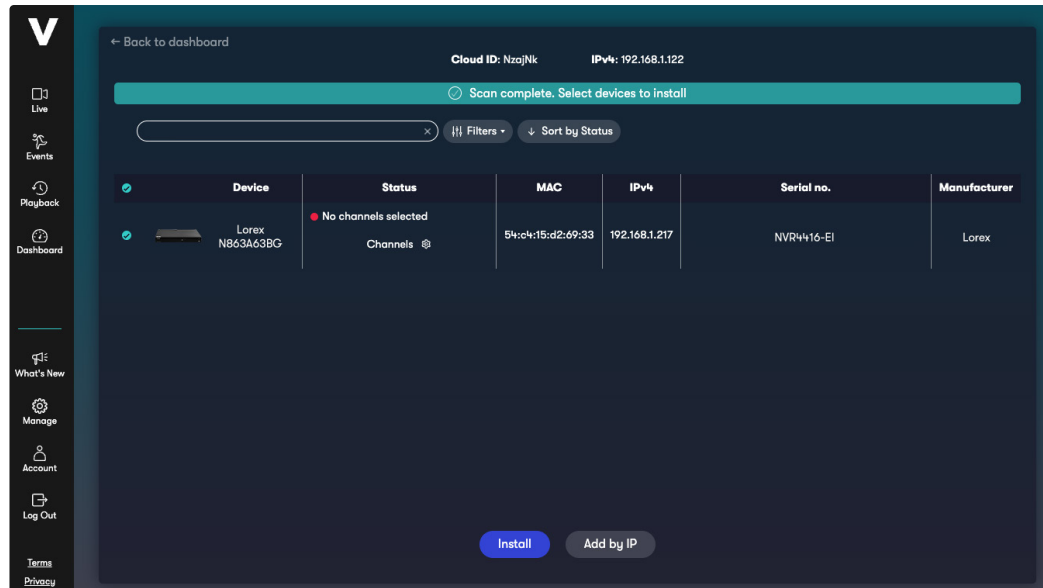 V
Live
Events
Playback
Dashboard
What's New
Manage
Account
Log Out
Terms
Privacy
← Back to dashboard
Cloud ID: NzajNk IPv4: 192.168.1.122
Scan complete. Select devices to install
Filters
↓ Sort by Status
Device Status MAC IPv4 Serial no. Manufacturer
Lorex
N863A63BG
No channels selected
Channels
54:c4:15:d2:69:33
192.168.1.217
NVR4416-EI
Lorex
Install
Add by IP